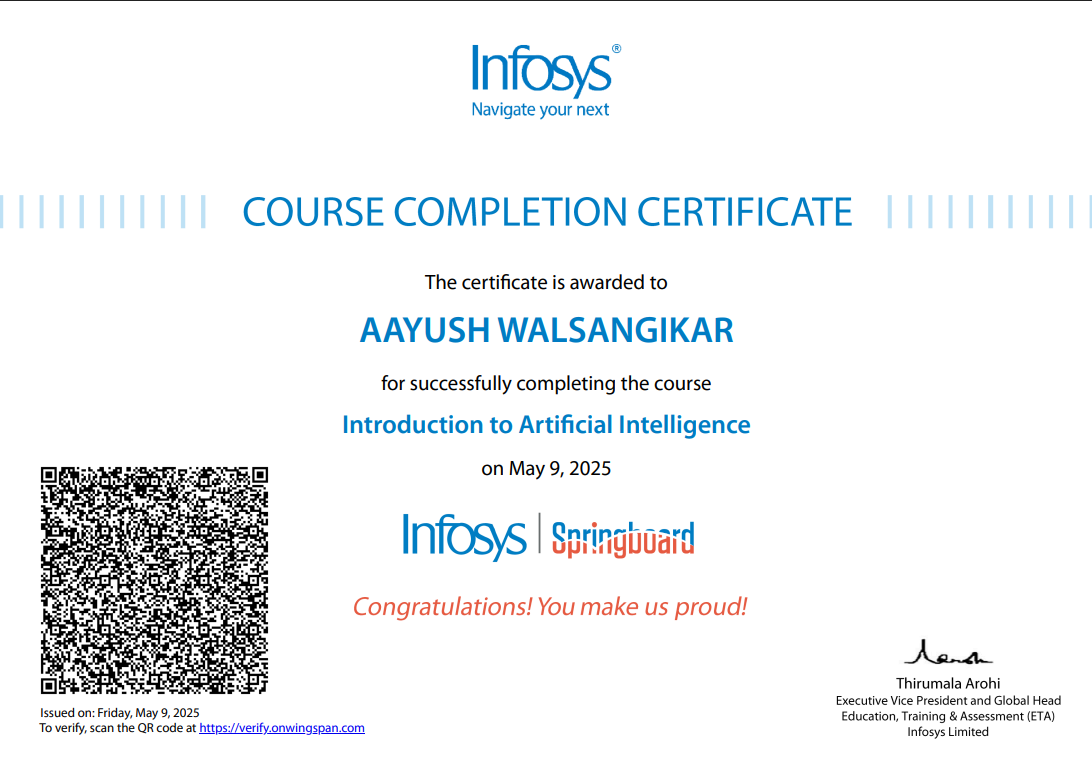 Infosys®
Navigate your next
COURSE COMPLETION CERTIFICATE
The certificate is awarded to
AAYUSH WALSANGIKAR
for successfully completing the course
Introduction to Artificial Intelligence
on May 9, 2025
Infosys | Springboard
Congratulations! You make us proud!
Thirumala Arohi
Executive Vice President and Global Head
Education, Training & Assessment (ETA)
Infosys Limited
Issued on: Friday, May 9, 2025
To verify, scan the QR code at https://verify.onwingspan.com